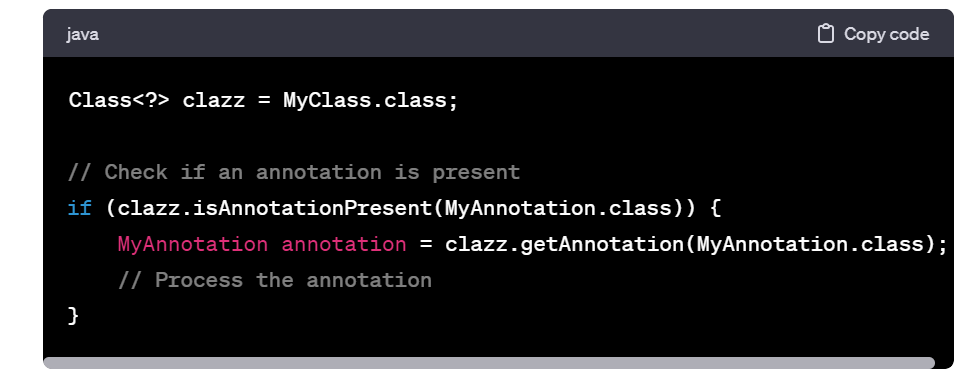 java
Copy code
Class<?> clazz = MyClass.class;
// Check if an annotation is present
if (clazz.isAnnotationPresent(MyAnnotation.class)) {
    MyAnnotation annotation = clazz.getAnnotation(MyAnnotation.class);
    // Process the annotation
}